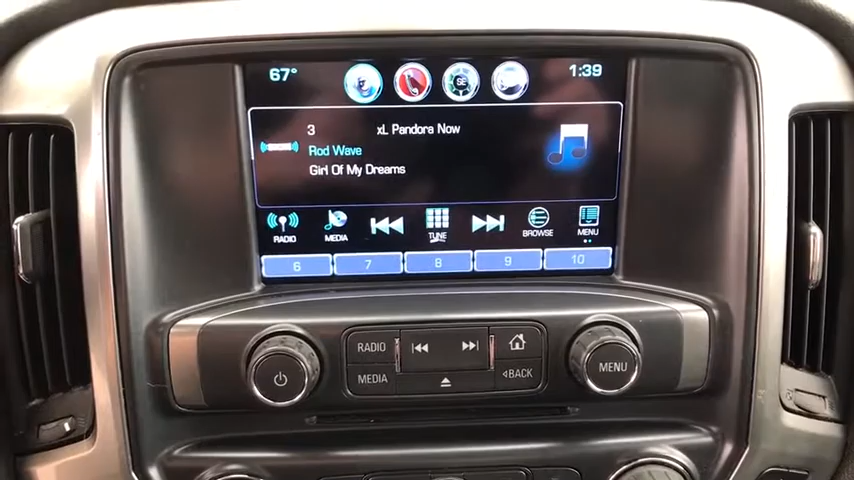 67° SE 1:39
3 xL Pandora Now
Rod Wave
Girl Of My Dreams
RADIO MEDIA TUNE BROWSE MENU
6 7 8 9 10
RADIO
MENU
MEDIA BACK